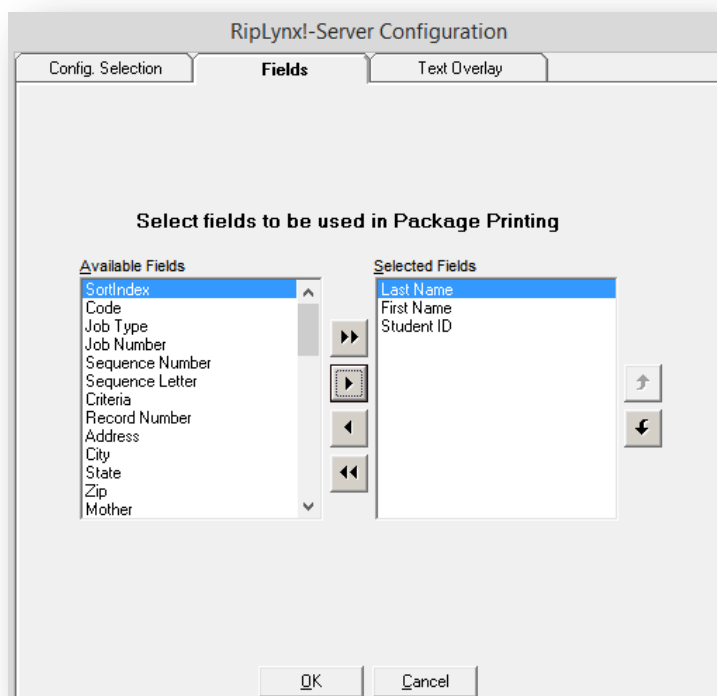 RipLynx!-Server Configuration
Config. Selection
Fields
Text Overlay
Select fields to be used in Package Printing
Available Fields
SortIndex
Code
Job Type
Job Number
Sequence Number
Sequence Letter
Criteria
Record Number
Address
City
State
Zip
Mother
Selected Fields
Last Name
First Name
Student ID
OK
Cancel